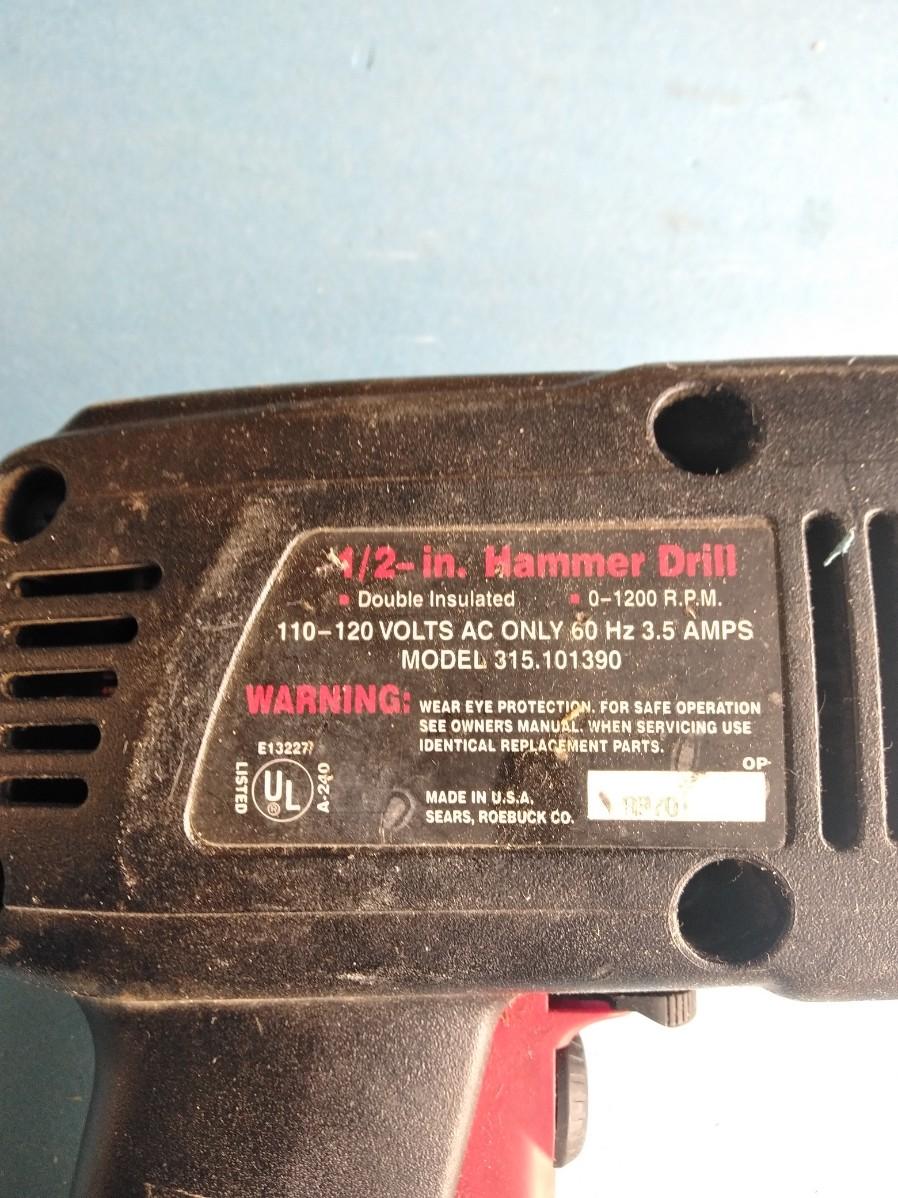 1/2-in. Hammer Drill
▪ Double Insulated ▪ 0-1200 R.P.M.
110-120 VOLTS AC ONLY 60 Hz 3.5 AMPS
MODEL 315.101390
WARNING: WEAR EYE PROTECTION. FOR SAFE OPERATION
SEE OWNERS MANUAL. WHEN SERVICING USE
IDENTICAL REPLACEMENT PARTS.
E13227
LISTED
UL
®
A-240
OP
MADE IN U.S.A.
SEARS, ROEBUCK CO.